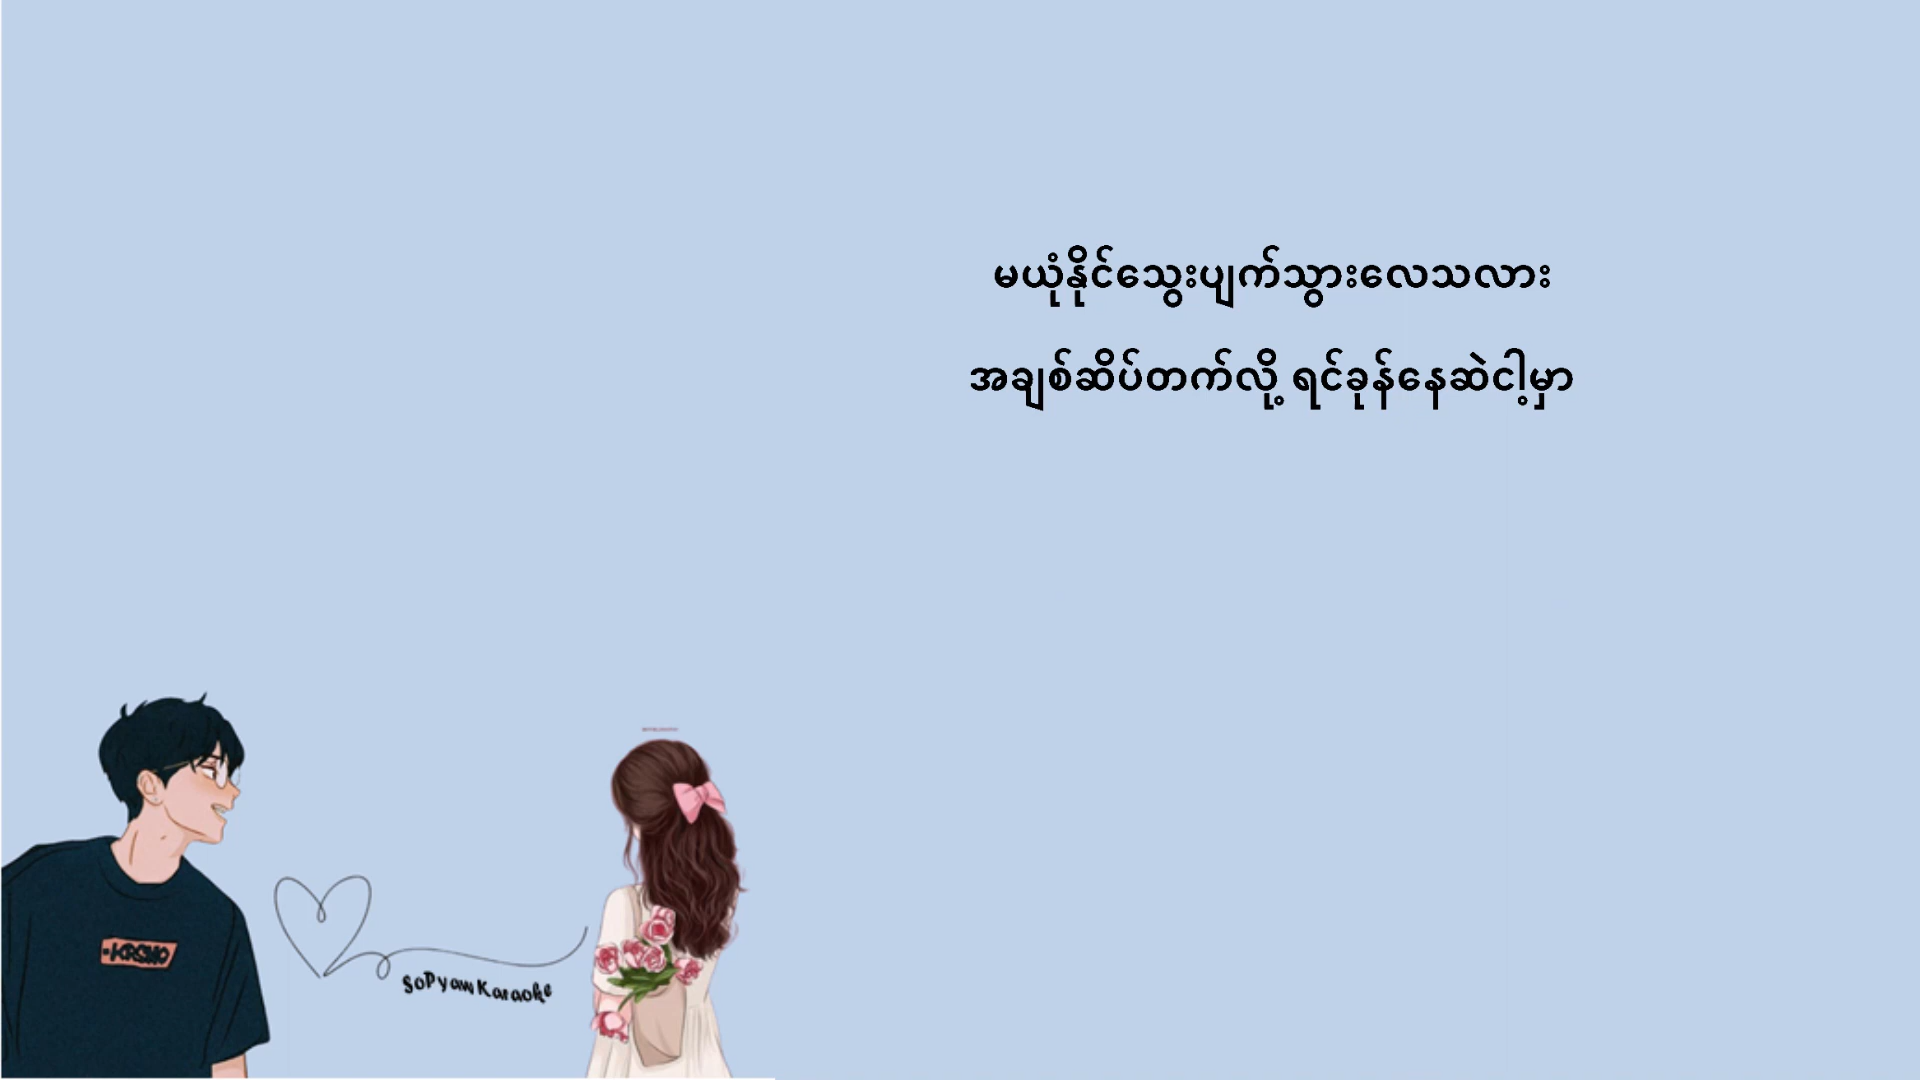 မယုံနိုင်သွေးပျက်သွားလေသလား
အချစ်ဆိပ်တက်လို့ ရင်ခုန်နေဆဲငါ့မှာ
SoPyaw Karaoke